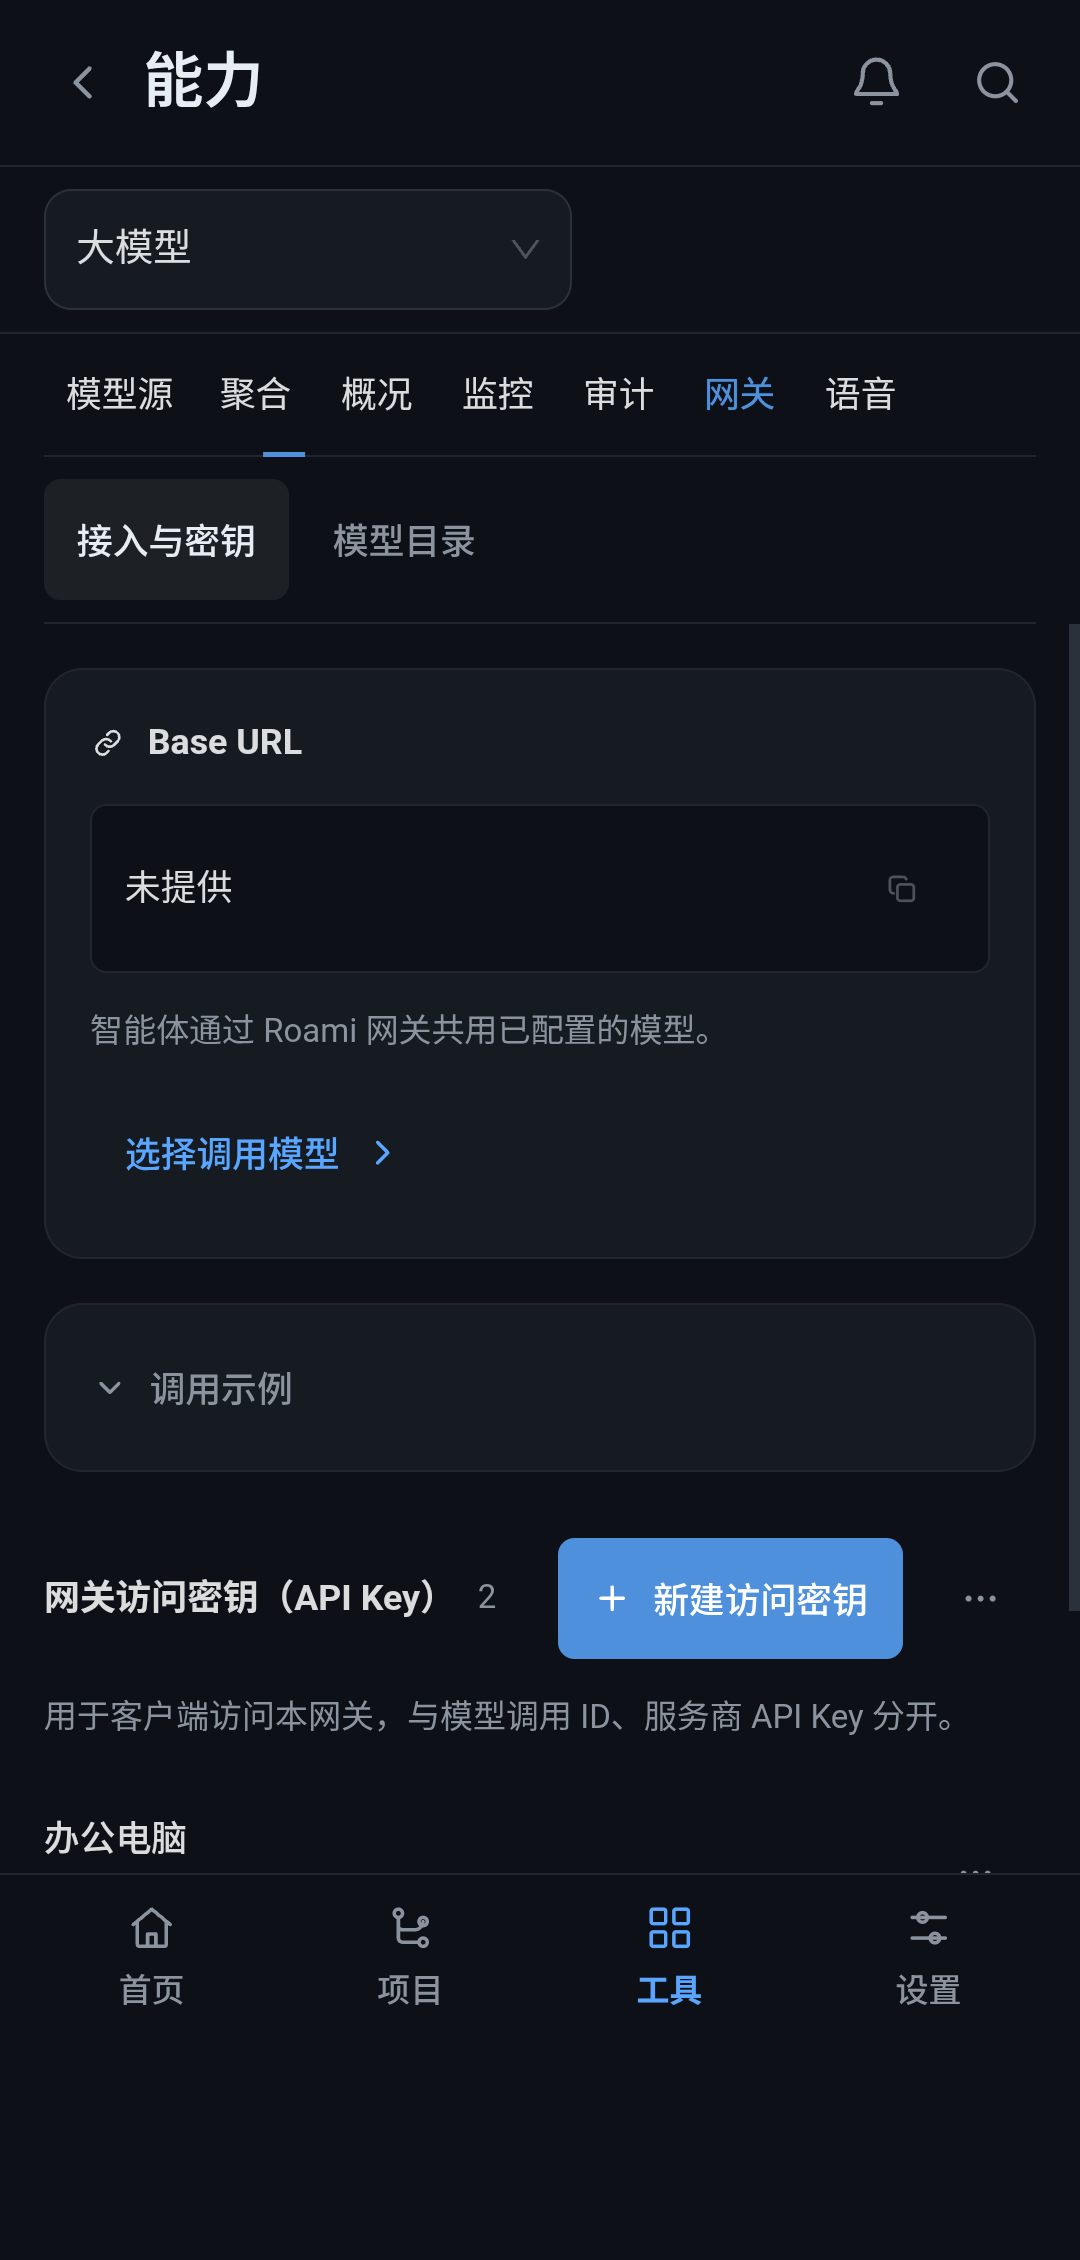 能力
大模型
模型源 聚合 概况 监控 审计 网关 语音
接入与密钥 模型目录
Base URL
未提供
智能体通过 Roami 网关共用已配置的模型。
选择调用模型
调用示例
网关访问密钥（API Key） 2 新建访问密钥
用于客户端访问本网关，与模型调用 ID、服务商 API Key 分开。
办公电脑
首页 项目 工具 设置